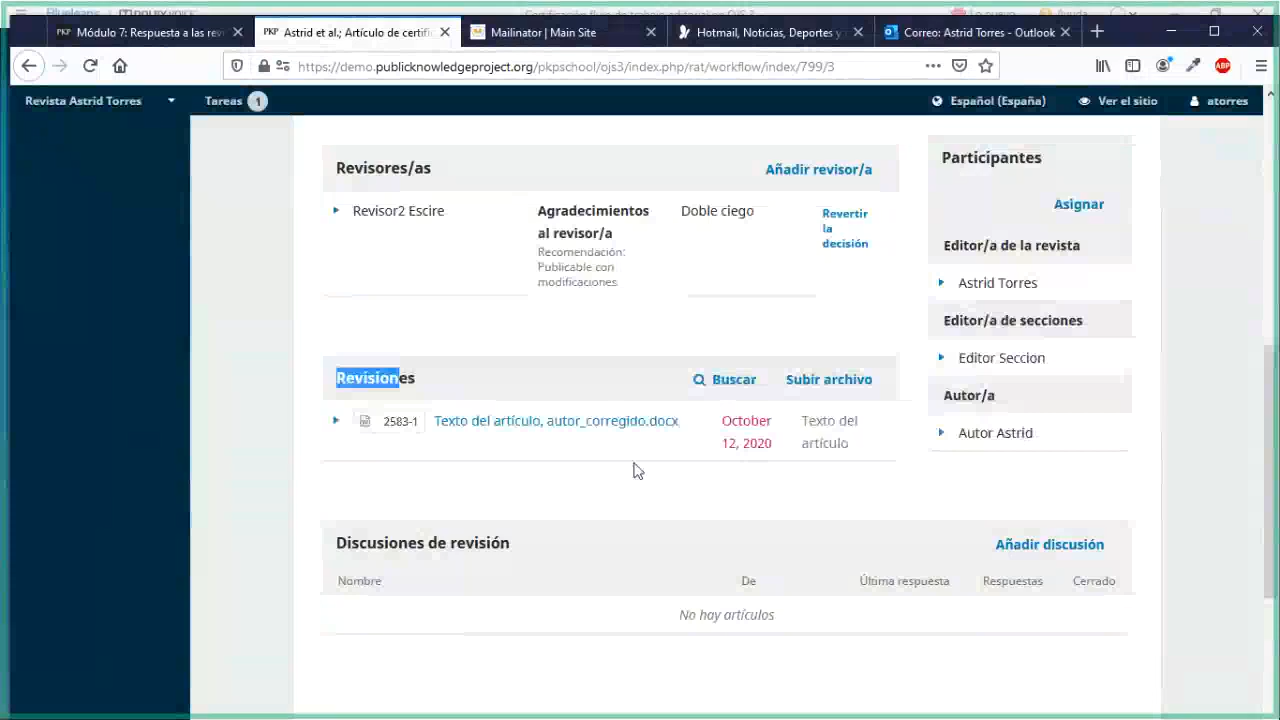 Módulo 7: Respuesta a las rev
PKP Astrid et al.; Artículo de certific
Mailinator | Main Site
Hotmail, Noticias, Deportes y
Correo: Astrid Torres - Outlook
https://demo.publicknowledgeproject.org/pkpschool/ojs3/index.php/rat/workflow/index/799/3
ABP
Revista Astrid Torres
Tareas 1
Español (España)
Ver el sitio
atorres
Revisores/as
Añadir revisor/a
Revisor2 Escire
Agradecimientos
al revisor/a
Recomendación:
Publicable con
modificaciones
Doble ciego
Revertir
la
decisión
Participantes
Asignar
Editor/a de la revista
Astrid Torres
Editor/a de secciones
Editor Seccion
Autor/a
Autor Astrid
Revisiones
Buscar
Subir archivo
2583-1
Texto del artículo, autor_corregido.docx
October
12, 2020
Texto del
artículo
Discusiones de revisión
Añadir discusión
Nombre
De
Última respuesta
Respuestas
Cerrado
No hay artículos